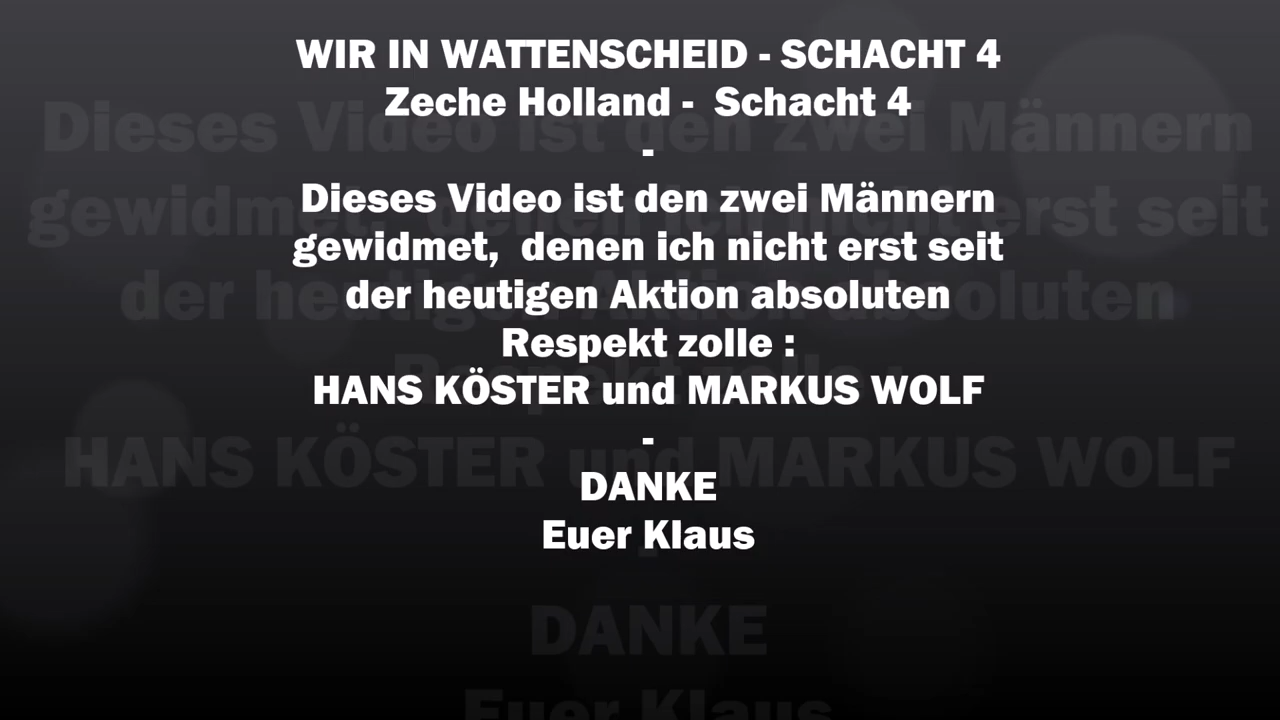 WIR IN WATTENSCHEID - SCHACHT 4
Zeche Holland -  Schacht 4
-
Dieses Video ist den zwei Männern
gewidmet,  denen ich nicht erst seit
der heutigen Aktion absoluten
Respekt zolle :
HANS KÖSTER und MARKUS WOLF
-
DANKE
Euer Klaus